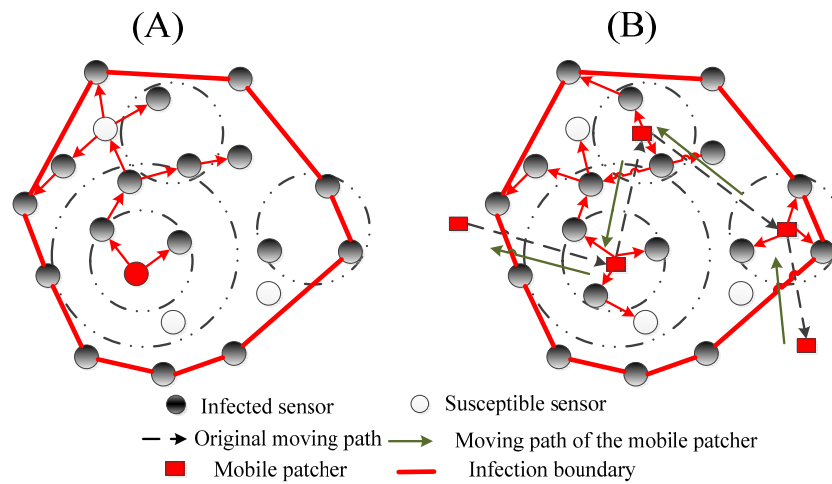 (A) (B)
Infected sensor Susceptible sensor
Original moving path Moving path of the mobile patcher
Mobile patcher Infection boundary